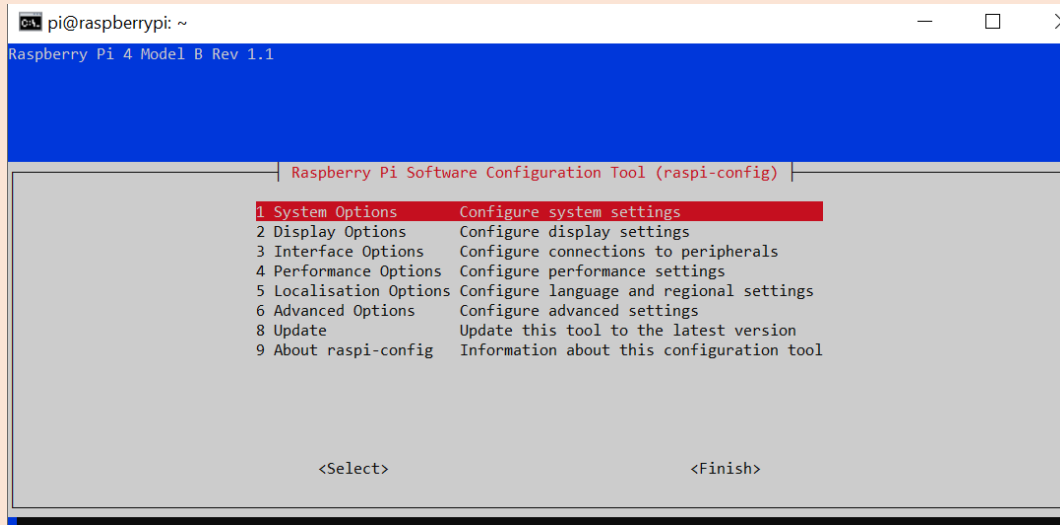 pi@raspberrypi: ~
Raspberry Pi 4 Model B Rev 1.1
Raspberry Pi Software Configuration Tool (raspi-config)
1 System Options Configure system settings
2 Display Options Configure display settings
3 Interface Options Configure connections to peripherals
4 Performance Options Configure performance settings
5 Localisation Options Configure language and regional settings
6 Advanced Options Configure advanced settings
8 Update Update this tool to the latest version
9 About raspi-config Information about this configuration tool
<Select> <Finish>